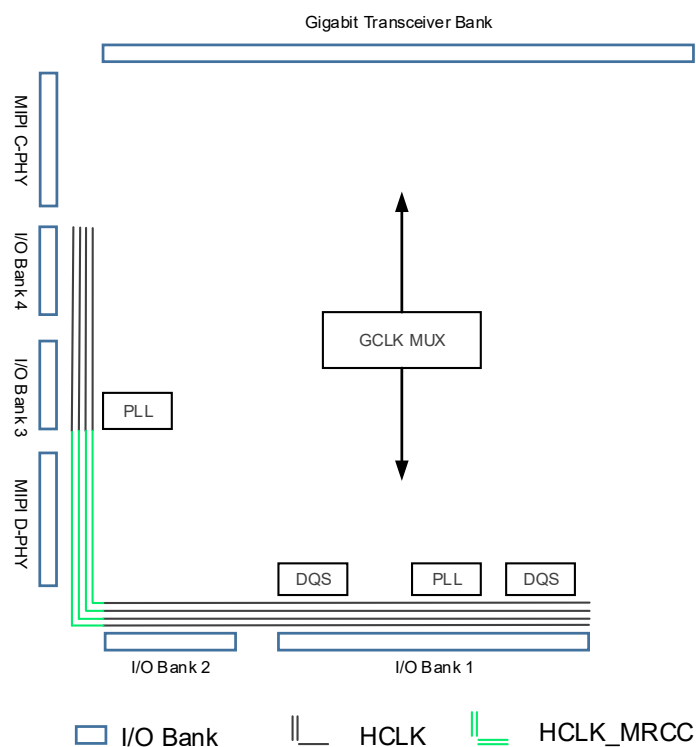 Gigabit Transceiver Bank
MIPI C-PHY
I/O Bank 4
GCLK MUX
I/O Bank 3
PLL
MIPI D-PHY
DQS
PLL
DQS
I/O Bank 2
I/O Bank 1
I/O Bank
HCLK
HCLK_MRCC